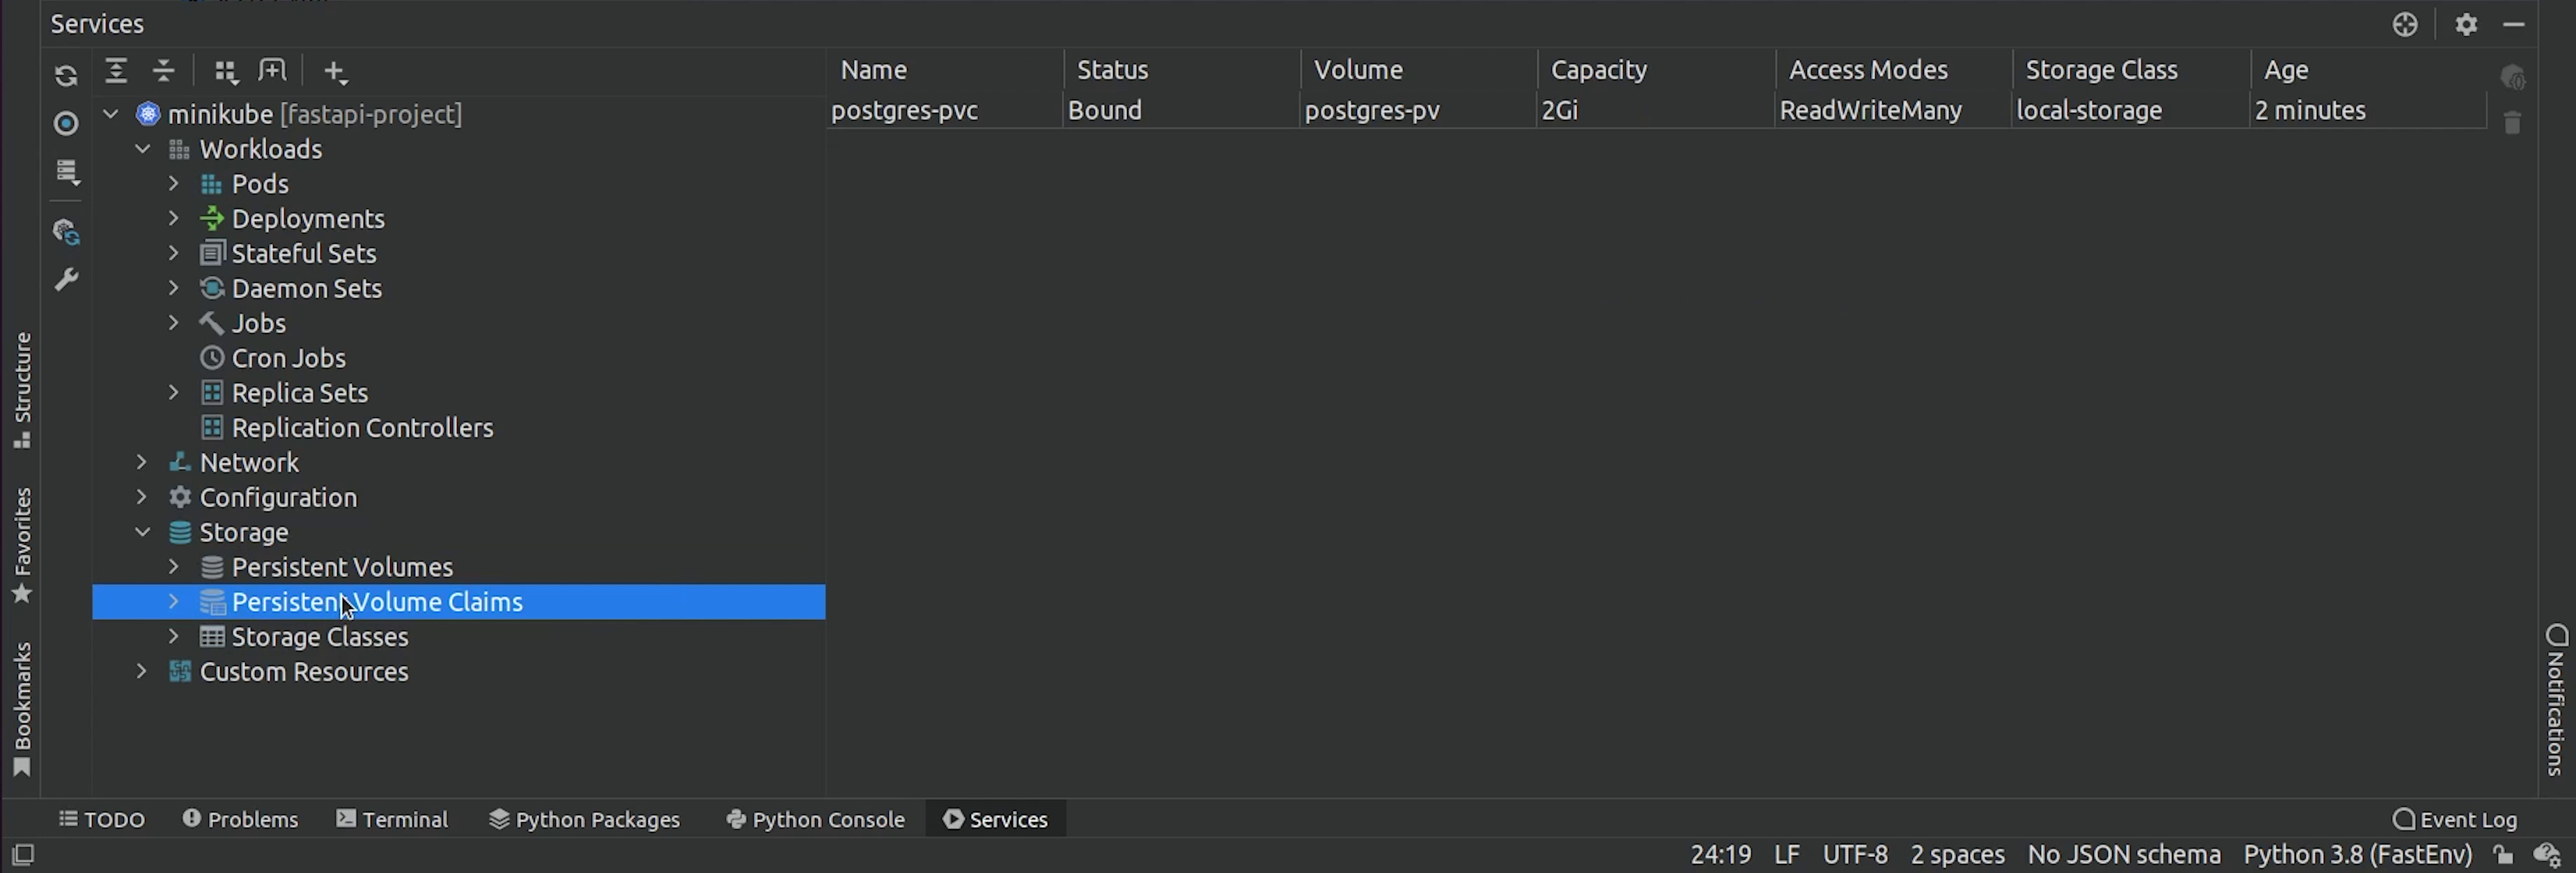 Services
Name Status Volume Capacity Access Modes Storage Class Age
postgres-pvc Bound postgres-pv 2Gi ReadWriteMany local-storage 2 minutes
minikube [fastapi-project]
Workloads
Pods
Deployments
Stateful Sets
Daemon Sets
Jobs
Cron Jobs
Replica Sets
Replication Controllers
Network
Configuration
Storage
Persistent Volumes
Persistent Volume Claims
Storage Classes
Custom Resources
Structure
Favorites
Bookmarks
Notifications
TODO Problems Terminal Python Packages Python Console Services Event Log
24:19 LF UTF-8 2 spaces No JSON schema Python 3.8 (FastEnv)